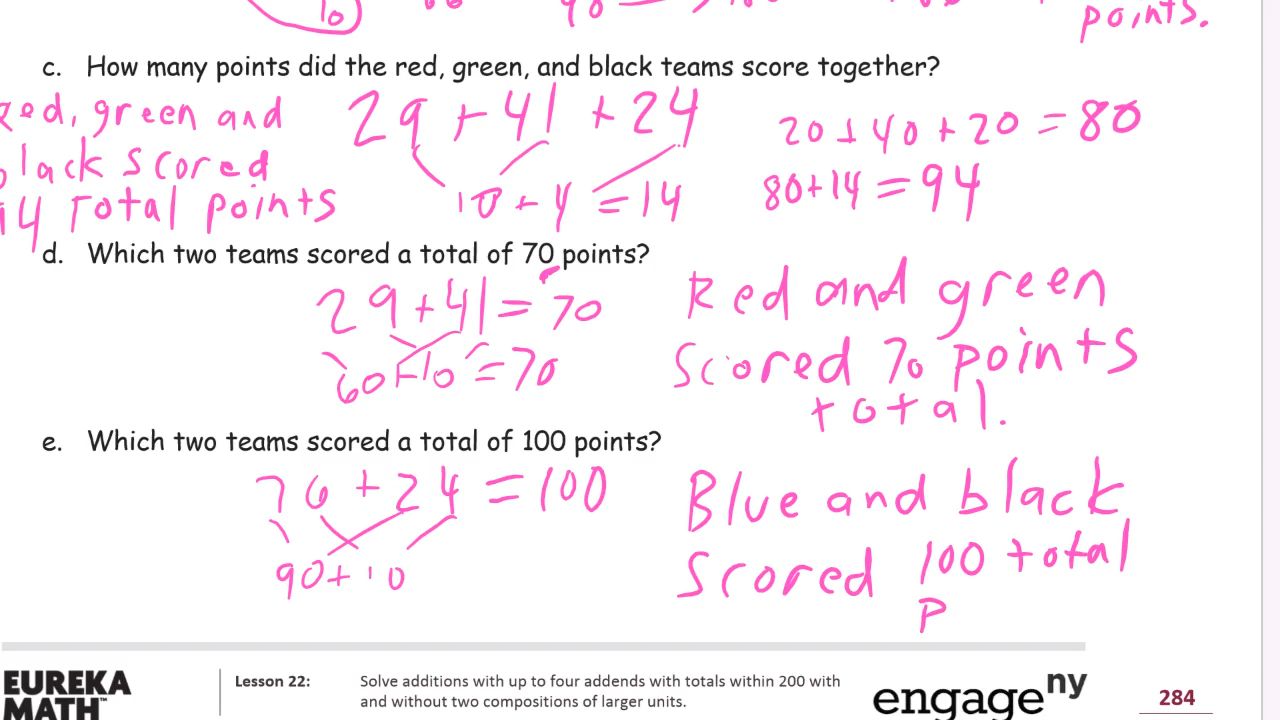 10
points.
c. How many points did the red, green, and black teams score together?
Red, green and
black scored
94 Total points
29 + 41 + 24
10 + 4 = 14
20 + 40 + 20 = 80
80+14 = 94
d. Which two teams scored a total of 70 points?
29 + 41 = 70
60+10 = 70
Red and green
Scored 70 points
total.
e. Which two teams scored a total of 100 points?
76 + 24 = 100
90+10
Blue and black
Scored 100 total
P
EUREKA
MATH™
Lesson 22:
Solve additions with up to four addends with totals within 200 with
and without two compositions of larger units.
engageny
284